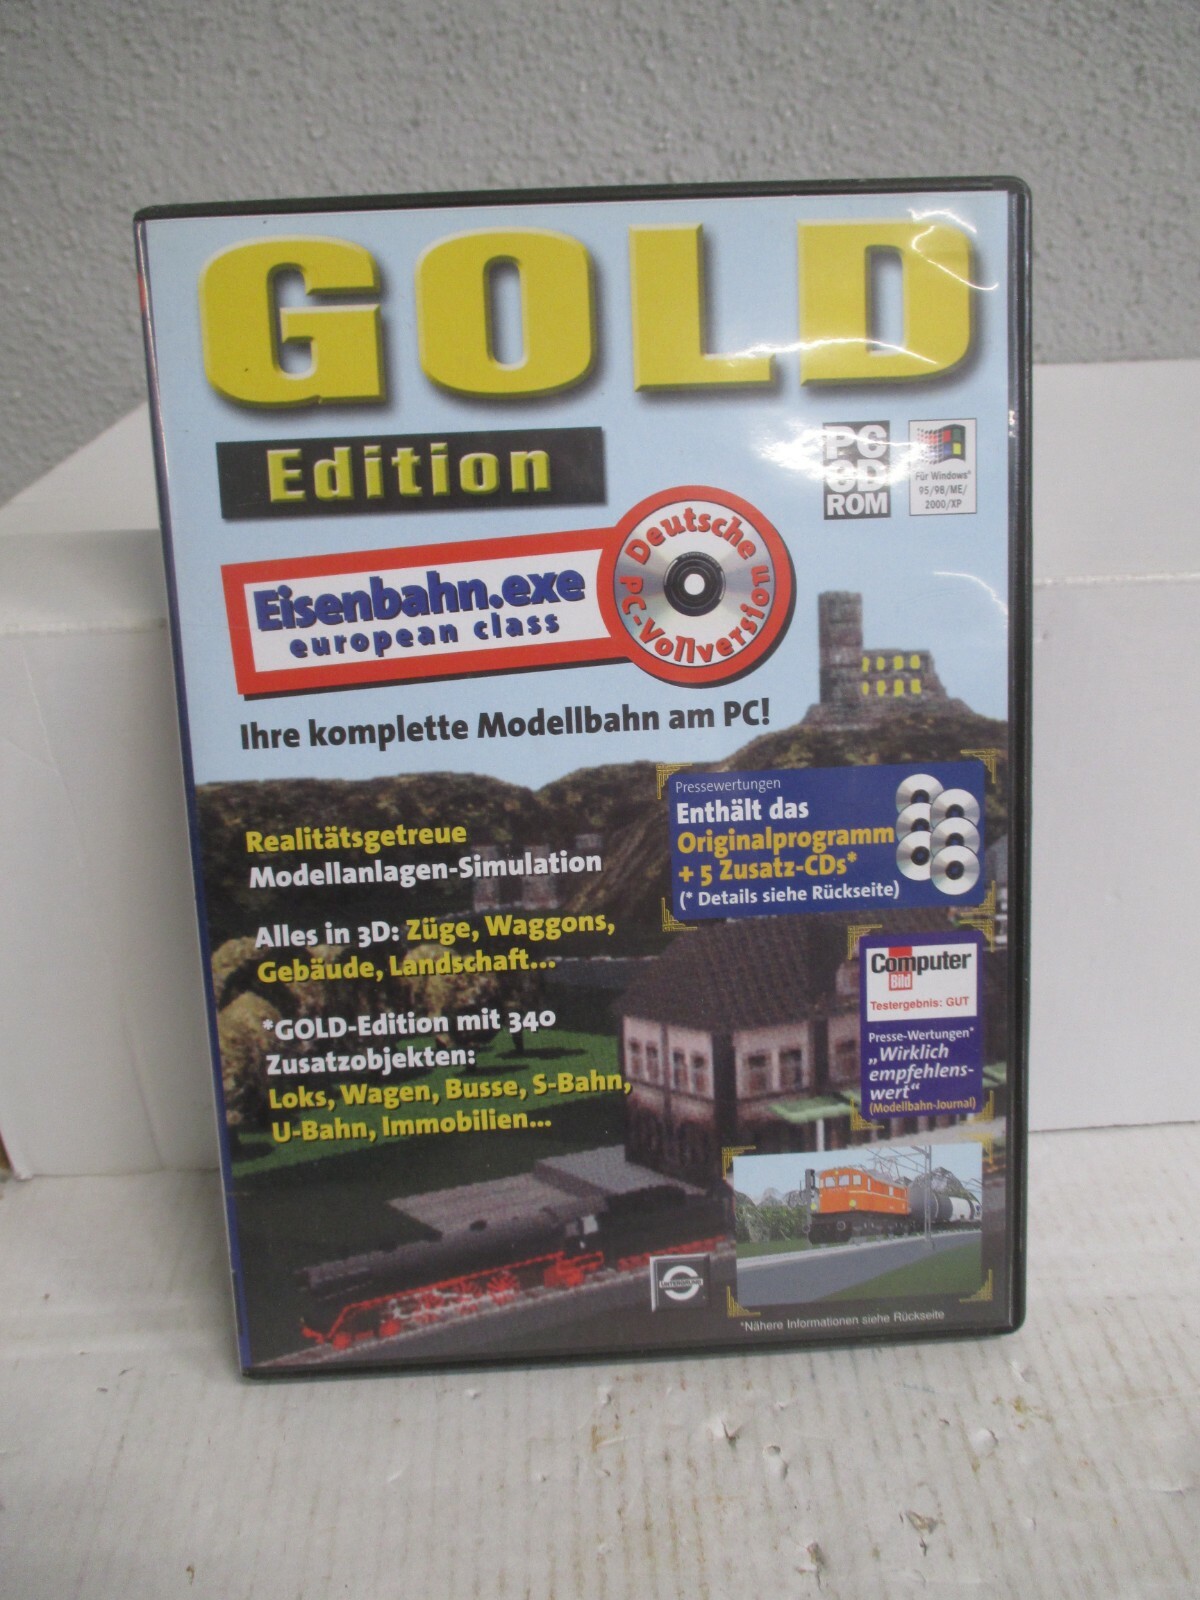 GOLD
Edition
PC
CD
ROM
Für Windows*
95/98/ME/
2000/XP
Eisenbahn.exe
european class
Deutsche
PC-Vollversion
Ihre komplette Modellbahn am PC!
Pressewertungen
Enthält das
Originalprogramm
+ 5 Zusatz-CDs*
(* Details siehe Rückseite)
Realitätsgetreue
Modellanlagen-Simulation
Alles in 3D: Züge, Waggons,
Gebäude, Landschaft...
*GOLD-Edition mit 340
Zusatzobjekten:
Loks, Wagen, Busse, S-Bahn,
U-Bahn, Immobilien...
Computer
Bild
Testergebnis: GUT
Presse-Wertungen*
„Wirklich
empfehlens-
wert“
(Modellbahn-Journal)
UNTERGRUND
*Nähere Informationen siehe Rückseite